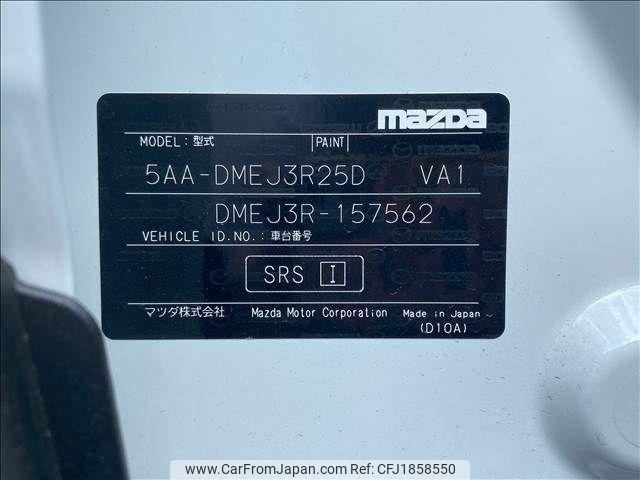 mazda
MODEL: 型式 PAINT
5AA-DMEJ3R25D VA1
DMEJ3R-157562
VEHICLE ID.NO.: 車台番号
SRS I
マツダ株式会社 Mazda Motor Corporation Made in Japan
(D10A)
www.CarFromJapan.com - Ref No: CFJ1858550